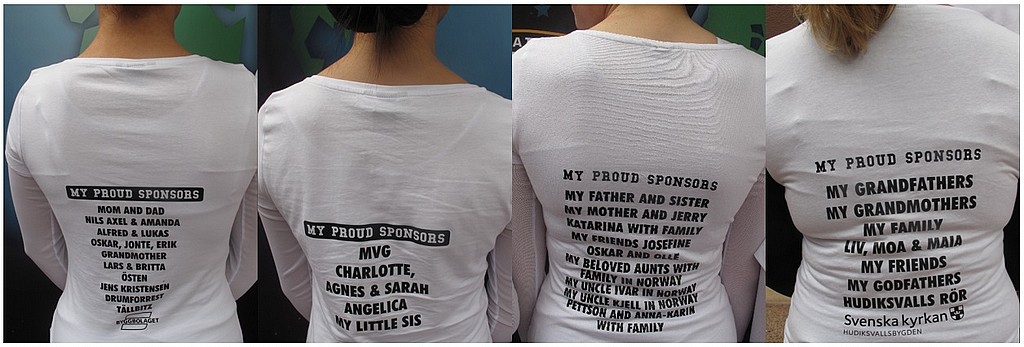 MY PROUD SPONSORS
MOM AND DAD
NILS AXEL & AMANDA
ALFRED & LUKAS
OSKAR, JONTE, ERIK
GRANDMOTHER
LARS & BRITTA
ÖSTEN
JENS KRISTENSEN
DRUMFORREST
TÄLLBITZ
BYGGBOLAGET
MY PROUD SPONSORS
MVG
CHARLOTTE,
AGNES & SARAH
ANGELICA
MY LITTLE SIS
MY PROUD SPONSORS
MY FATHER AND SISTER
MY MOTHER AND JERRY
KATARINA WITH FAMILY
MY FRIENDS JOSEFINE
OSKAR AND OLLE
MY BELOVED AUNTS WITH
FAMILY IN NORWAY
MY UNCLE IVAR IN NORWAY
MY UNCLE KJELL IN NORWAY
PETTSON AND ANNA-KARIN
WITH FAMILY
MY PROUD SPONSORS
MY GRANDFATHERS
MY GRANDMOTHERS
MY FAMILY
LIV, MOA & MAJA
MY FRIENDS
MY GODFATHERS
HUDIKSVALLS RÖR
Svenska kyrkan
HUDIKSVALLSBYGDEN